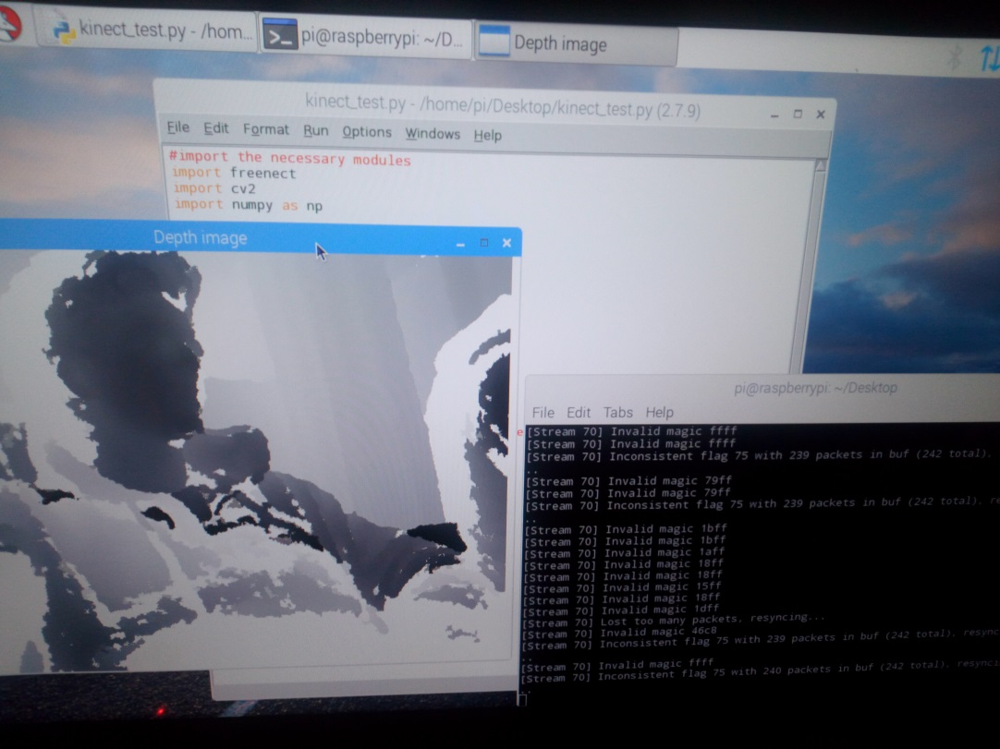 kinect_test.py - /hom...
pi@raspberrypi: ~/D...
Depth image
kinect_test.py - /home/pi/Desktop/kinect_test.py (2.7.9)
File Edit Format Run Options Windows Help
#import the necessary modules
import freenect
import cv2
import numpy as np
Depth image
pi@raspberrypi: ~/Desktop
File Edit Tabs Help
e
[Stream 70] Invalid magic ffff
[Stream 70] Invalid magic ffff
[Stream 70] Inconsistent flag 75 with 239 packets in buf (242 total),
..
[Stream 70] Invalid magic 79ff
[Stream 70] Invalid magic 79ff
[Stream 70] Inconsistent flag 75 with 239 packets in buf (242 total), re
..
[Stream 70] Invalid magic 1bff
[Stream 70] Invalid magic 1bff
[Stream 70] Invalid magic 1aff
[Stream 70] Invalid magic 18ff
[Stream 70] Invalid magic 18ff
[Stream 70] Invalid magic 15ff
[Stream 70] Invalid magic 18ff
[Stream 70] Invalid magic 1dff
[Stream 70] Lost too many packets, resyncing...
[Stream 70] Invalid magic 46c8
[Stream 70] Inconsistent flag 75 with 239 packets in buf (242 total), resync
..
[Stream 70] Invalid magic ffff
[Stream 70] Inconsistent flag 75 with 240 packets in buf (242 total), resynci
..